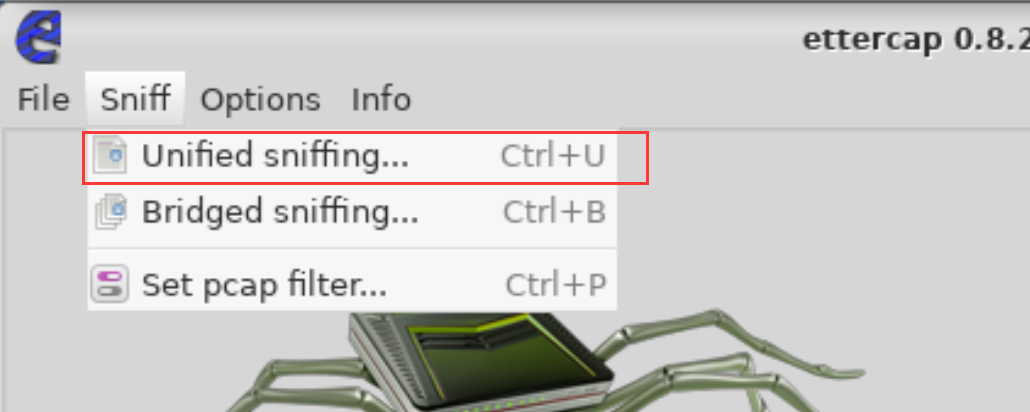 ettercap 0.8.2
File Sniff Options Info
Unified sniffing... Ctrl+U
Bridged sniffing... Ctrl+B
Set pcap filter... Ctrl+P